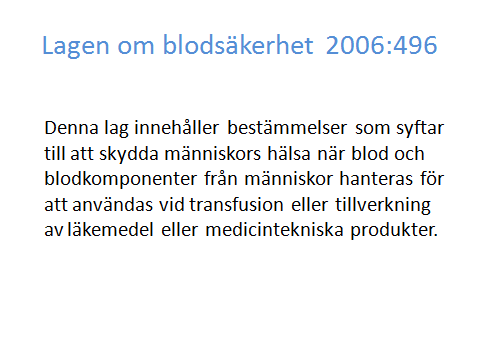 Lagen om blodsäkerhet 2006:496
Denna lag innehåller bestämmelser som syftar
till att skydda människors hälsa när blod och
blodkomponenter från människor hanteras för
att användas vid transfusion eller tillverkning
av läkemedel eller medicintekniska produkter.